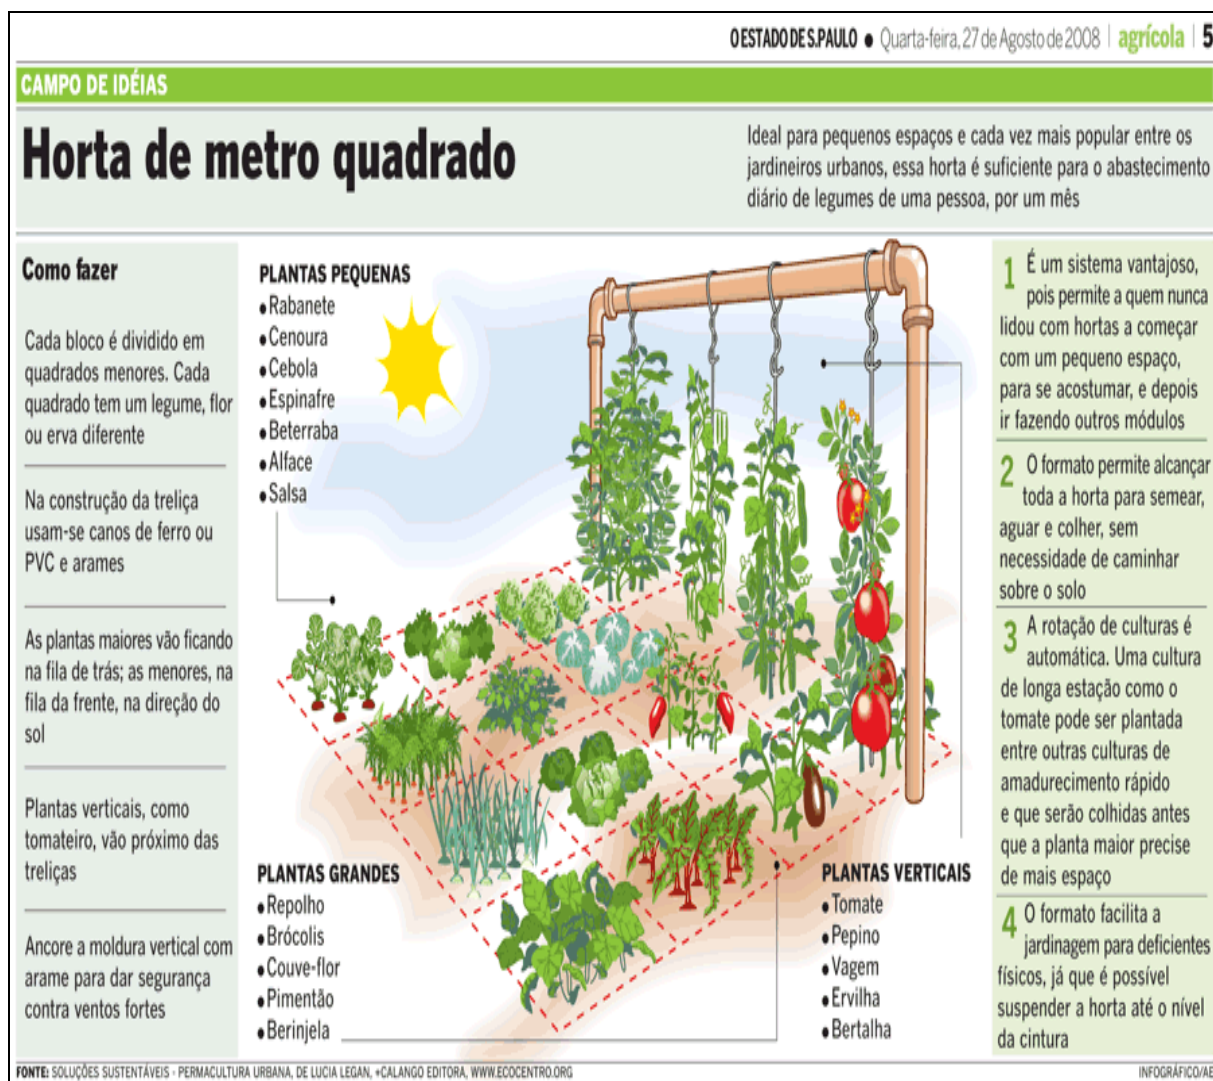 O ESTADO DE S. PAULO ● Quarta-feira, 27 de Agosto de 2008 | agrícola | 5
CAMPO DE IDÉIAS
Horta de metro quadrado
Ideal para pequenos espaços e cada vez mais popular entre os
jardineiros urbanos, essa horta é suficiente para o abastecimento
diário de legumes de uma pessoa, por um mês
Como fazer
Cada bloco é dividido em
quadrados menores. Cada
quadrado tem um legume, flor
ou erva diferente
Na construção da treliça
usam-se canos de ferro ou
PVC e arames
As plantas maiores vão ficando
na fila de trás; as menores, na
fila da frente, na direção do
sol
Plantas verticais, como
tomateiro, vão próximo das
treliças
Ancore a moldura vertical com
arame para dar segurança
contra ventos fortes
PLANTAS PEQUENAS
● Rabanete
● Cenoura
● Cebola
● Espinafre
● Beterraba
● Alface
● Salsa
PLANTAS GRANDES
● Repolho
● Brócolis
● Couve-flor
● Pimentão
● Berinjela
PLANTAS VERTICAIS
● Tomate
● Pepino
● Vagem
● Ervilha
● Bertalha
1 É um sistema vantajoso,
pois permite a quem nunca
lidou com hortas a começar
com um pequeno espaço,
para se acostumar, e depois
ir fazendo outros módulos
2 O formato permite alcançar
toda a horta para semear,
aguar e colher, sem
necessidade de caminhar
sobre o solo
3 A rotação de culturas é
automática. Uma cultura
de longa estação como o
tomate pode ser plantada
entre outras culturas de
amadurecimento rápido
e que serão colhidas antes
que a planta maior precise
de mais espaço
4 O formato facilita a
jardinagem para deficientes
físicos, já que é possível
suspender a horta até o nível
da cintura
FONTE: SOLUÇÕES SUSTENTÁVEIS - PERMACULTURA URBANA, DE LUCIA LEGAN, +CALANGO EDITORA, WWW.ECOCENTRO.ORG
INFOGRÁFICO/AE